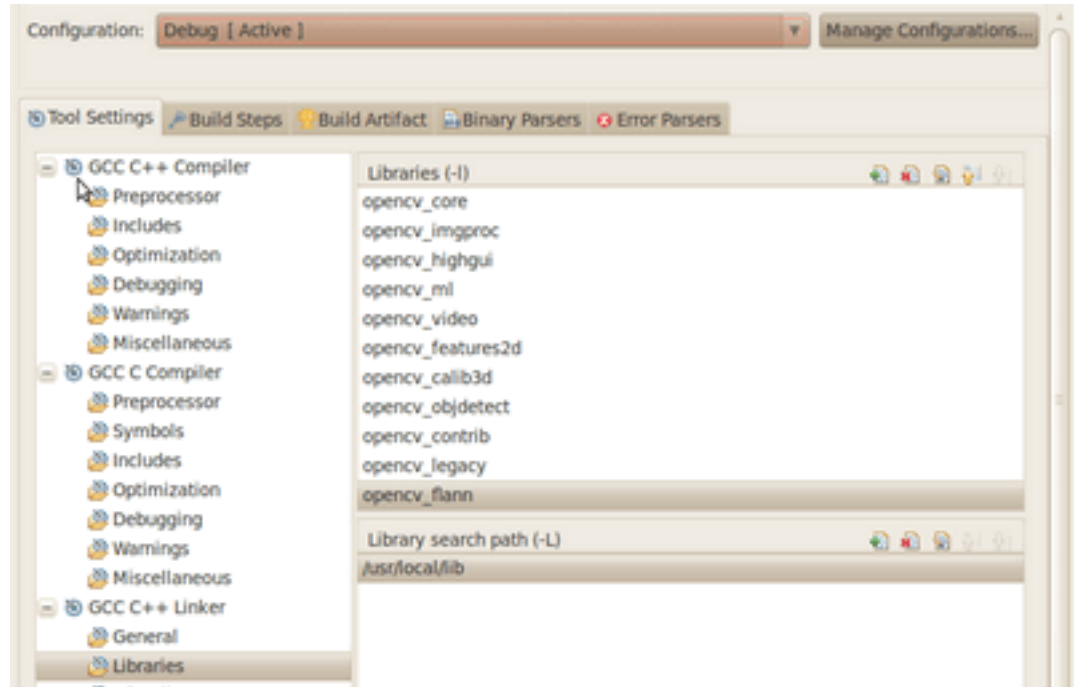 Configuration: Debug [ Active ] Manage Configurations...
Tool Settings Build Steps Build Artifact Binary Parsers Error Parsers
GCC C++ Compiler
Preprocessor
Includes
Optimization
Debugging
Warnings
Miscellaneous
GCC C Compiler
Preprocessor
Symbols
Includes
Optimization
Debugging
Warnings
Miscellaneous
GCC C++ Linker
General
Libraries
Libraries (-l)
opencv_core
opencv_imgproc
opencv_highgui
opencv_ml
opencv_video
opencv_features2d
opencv_calib3d
opencv_objdetect
opencv_contrib
opencv_legacy
opencv_flann
Library search path (-L)
/usr/local/lib